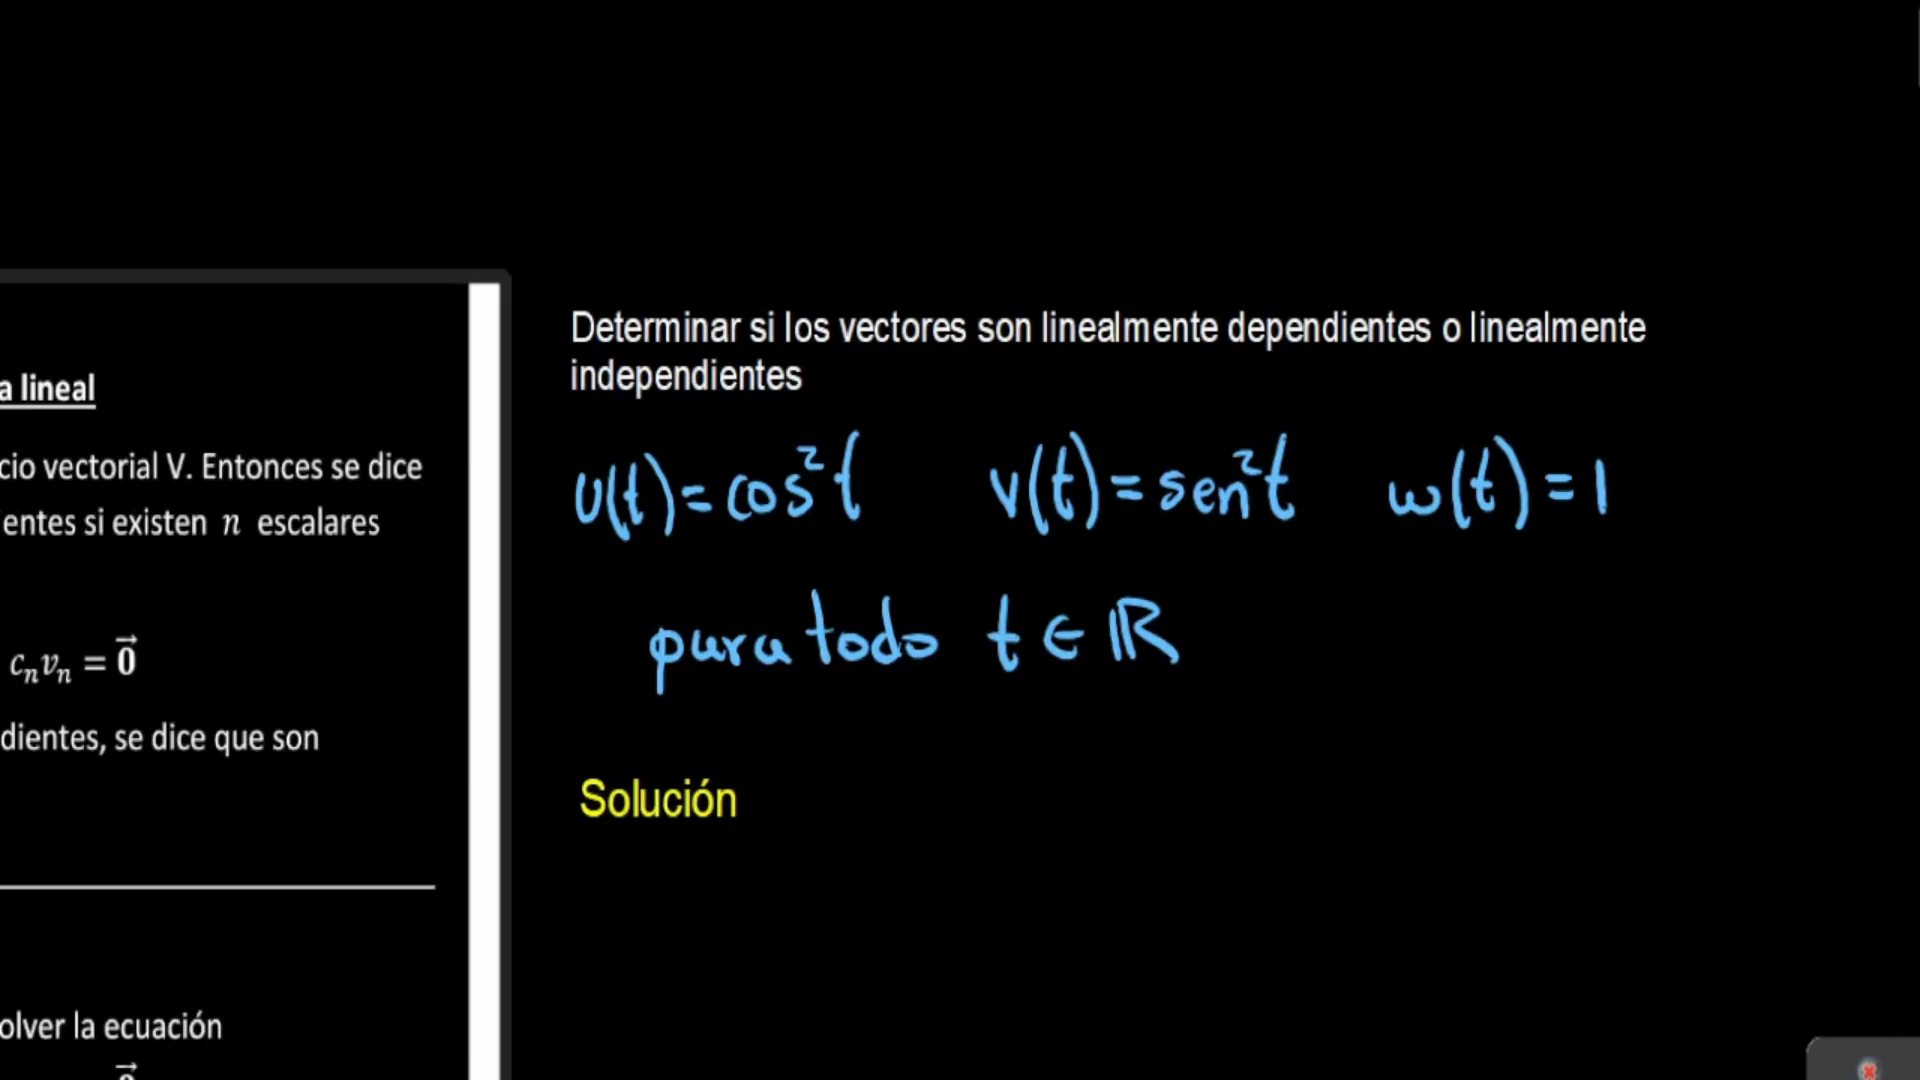 a lineal
cio vectorial V. Entonces se dice
entes si existen n escalares
cₙvₙ = 0⃗
dientes, se dice que son
olver la ecuación
Determinar si los vectores son linealmente dependientes o linealmente
independientes
u(t) = cos²t v(t) = sen²t w(t) = 1
para todo t ∈ ℝ
Solución